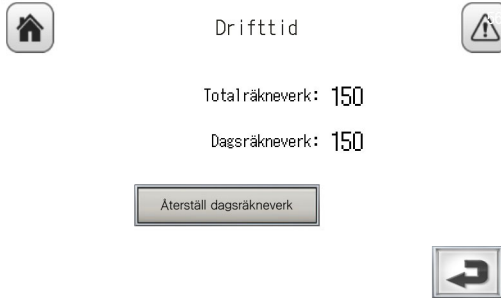 Drifttid
Totalräkneverk: 150
Dagsräkneverk: 150
Återställ dagsräkneverk